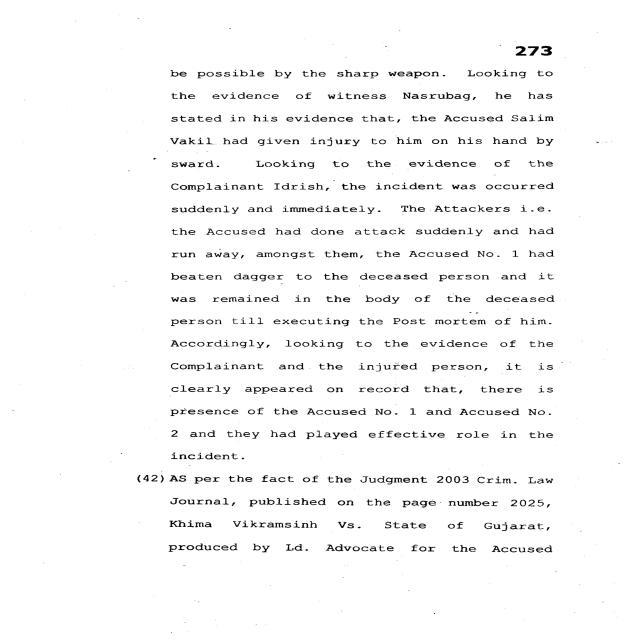 273
be possible by the sharp weapon. Looking to
the evidence of witness Nasrubag, he has
stated in his evidence that, the Accused Salim
Vakil had given injury to him on his hand by
sward. Looking to the evidence of the
Complainant Idrish, the incident was occurred
suddenly and immediately. The Attackers i.e.
the Accused had done attack suddenly and had
run away, amongst them, the Accused No. 1 had
beaten dagger to the deceased person and it
was remained in the body of the deceased
person till executing the Post mortem of him.
Accordingly, looking to the evidence of the
Complainant and the injured person, it is
clearly appeared on record that, there is
presence of the Accused No. 1 and Accused No.
2 and they had played effective role in the
incident.
(42) AS per the fact of the Judgment 2003 Crim. Law
Journal, published on the page number 2025,
Khima Vikramsinh Vs. State of Gujarat,
produced by Ld. Advocate for the Accused